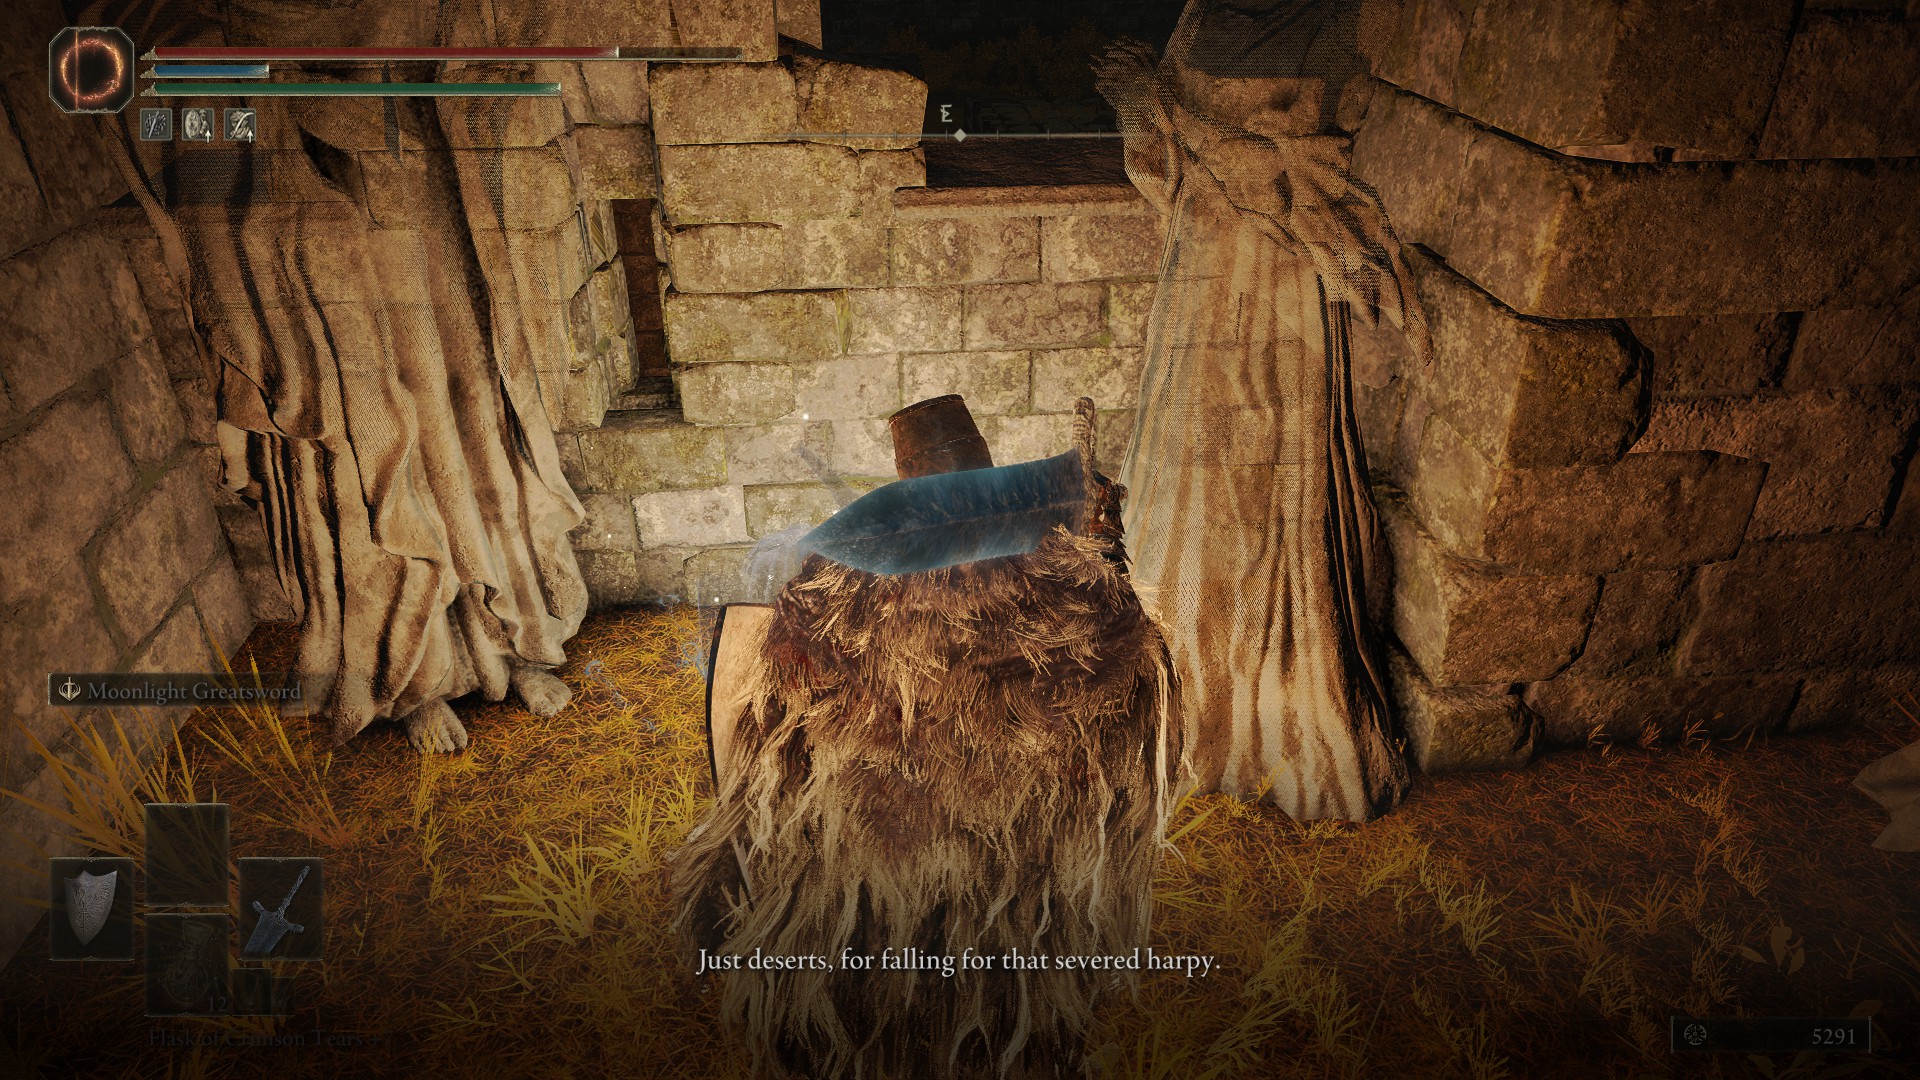 E
Moonlight Greatsword
12
Flask of Crimson Tears
Just deserts, for falling for that severed harpy.
5291